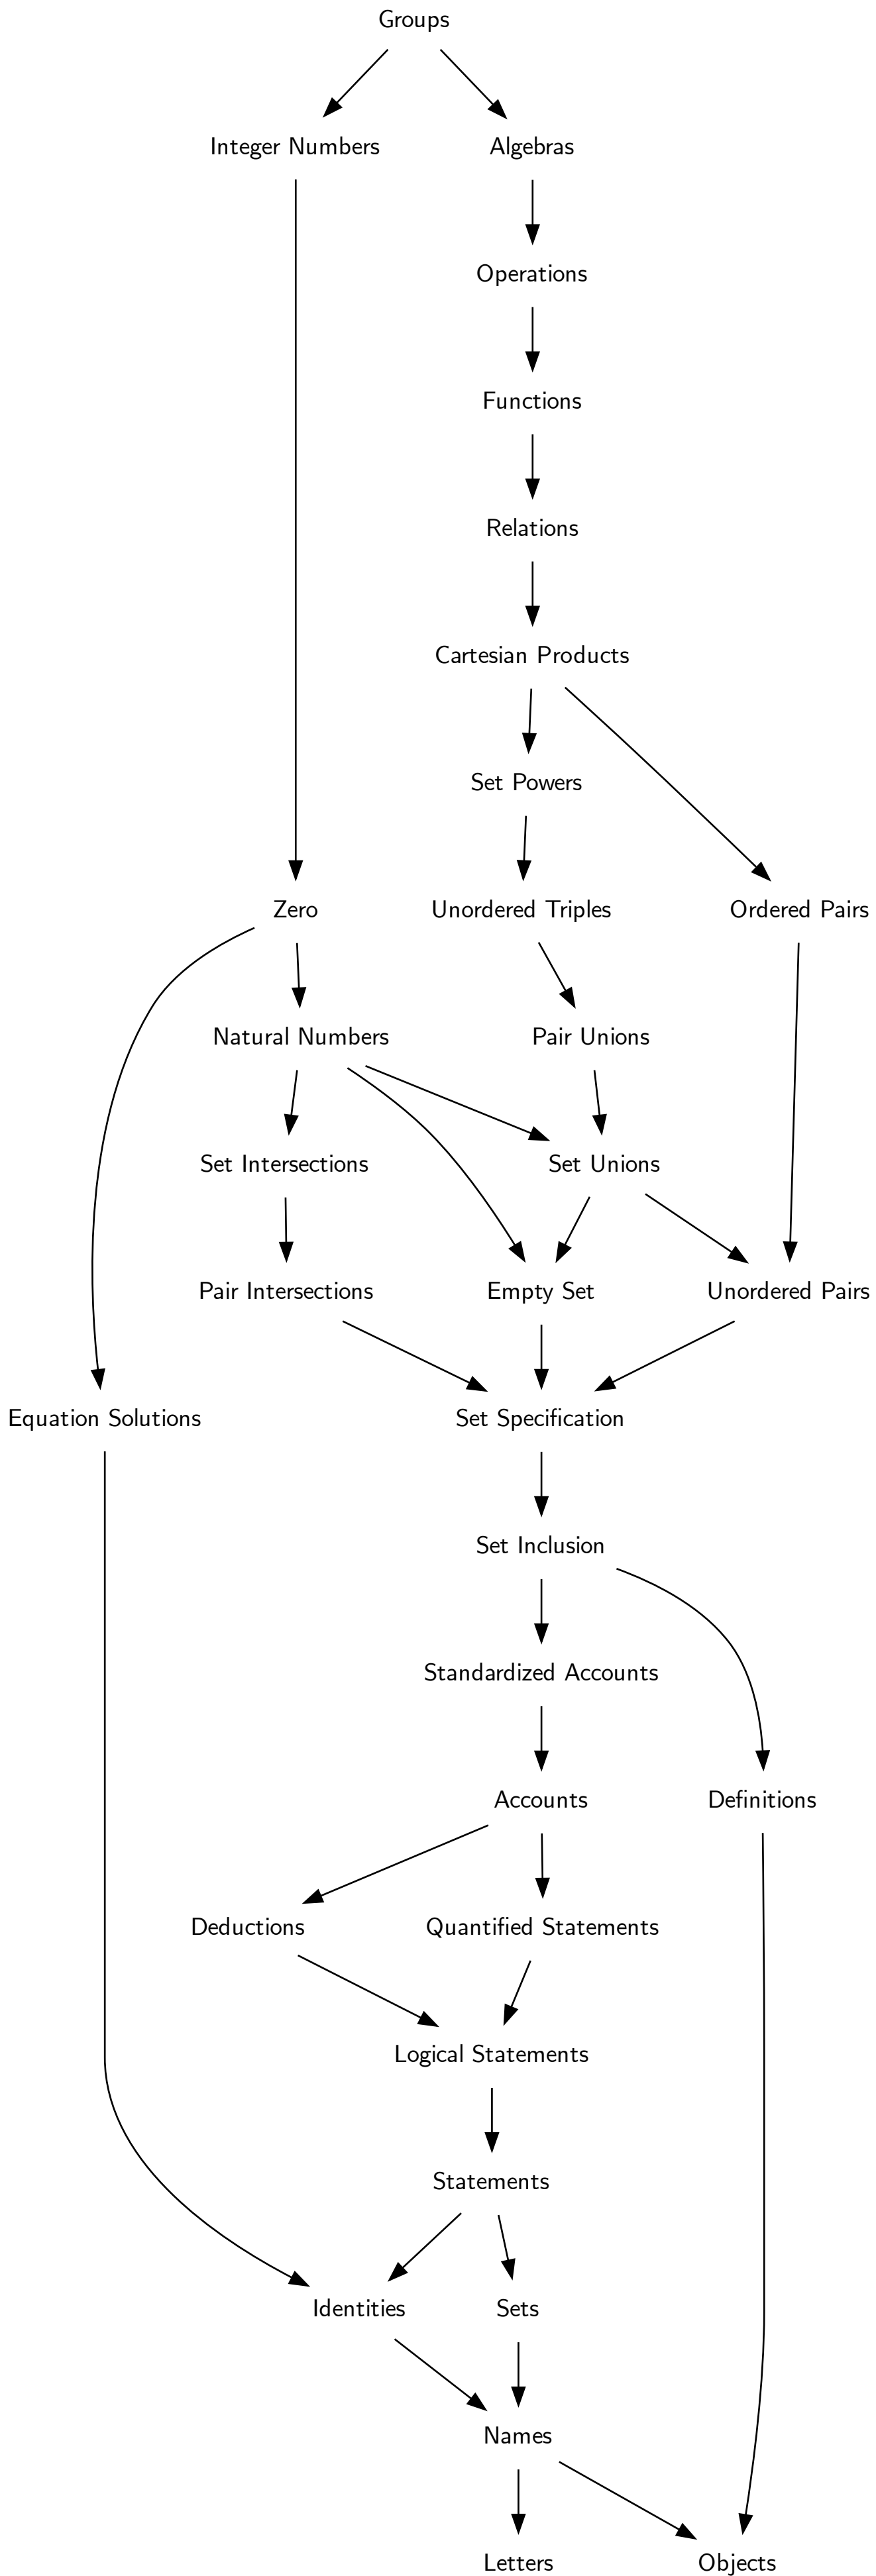 Groups
Integer Numbers
Algebras
Operations
Functions
Relations
Cartesian Products
Set Powers
Zero
Unordered Triples
Ordered Pairs
Natural Numbers
Pair Unions
Set Intersections
Set Unions
Pair Intersections
Empty Set
Unordered Pairs
Equation Solutions
Set Specification
Set Inclusion
Standardized Accounts
Accounts
Definitions
Deductions
Quantified Statements
Logical Statements
Statements
Identities
Sets
Names
Letters
Objects